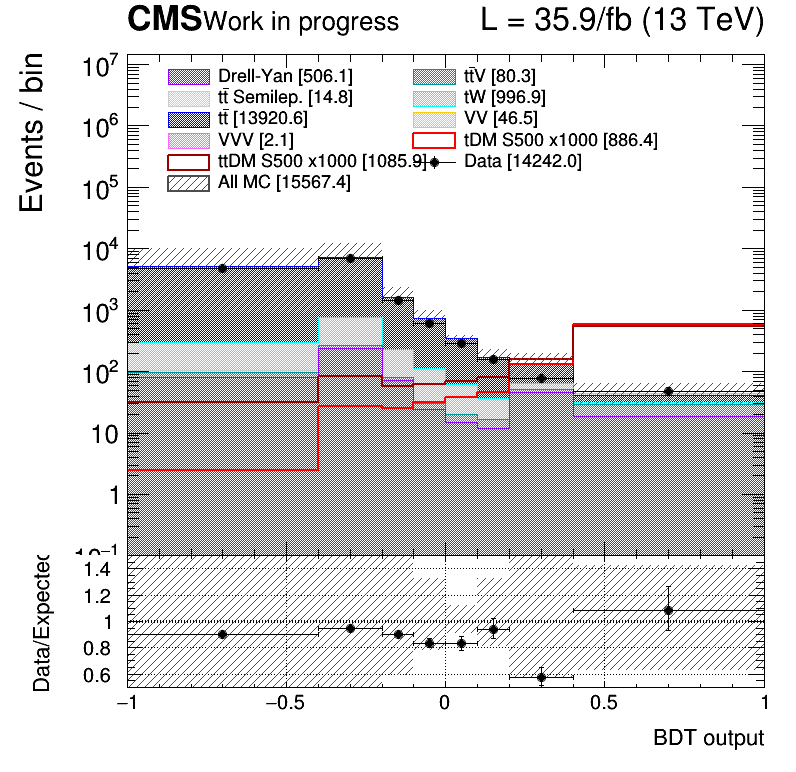 CMS Work in progress L = 35.9/fb (13 TeV)
Events / bin
10⁷
10⁶
10⁵
10⁴
10³
10²
10
1
10⁻¹
Drell-Yan [506.1]
tt̄V [80.3]
tt̄ Semilep. [14.8]
tW [996.9]
tt̄ [13920.6]
VV [46.5]
VVV [2.1]
tDM S500 x1000 [886.4]
ttDM S500 x1000 [1085.9]
Data [14242.0]
All MC [15567.4]
Data/Expected
1.4
1.2
1
0.8
0.6
−1 −0.5 0 0.5 1
BDT output